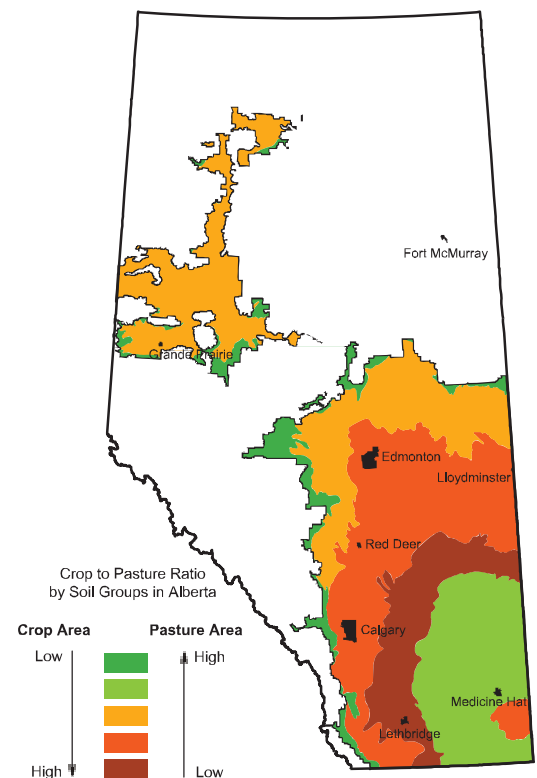 Fort McMurray
Grande Prairie
Edmonton
Lloydminster
Red Deer
Crop to Pasture Ratio
by Soil Groups in Alberta
Crop Area Pasture Area
Calgary
Low High
Medicine Hat
Lethbridge
High Low